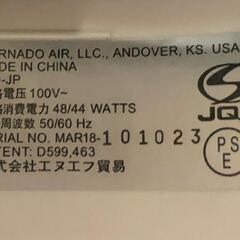 RNADO AIR, LLC., ANDOVER, KS. USA
DE IN CHINA
-JP
格電圧 100V~
格消費電力 48/44 WATTS
周波数 50/60 Hz
RIAL NO. MAR18-101023
TENT: D599,463
式会社エヌエフ貿易
JQ
PS
E